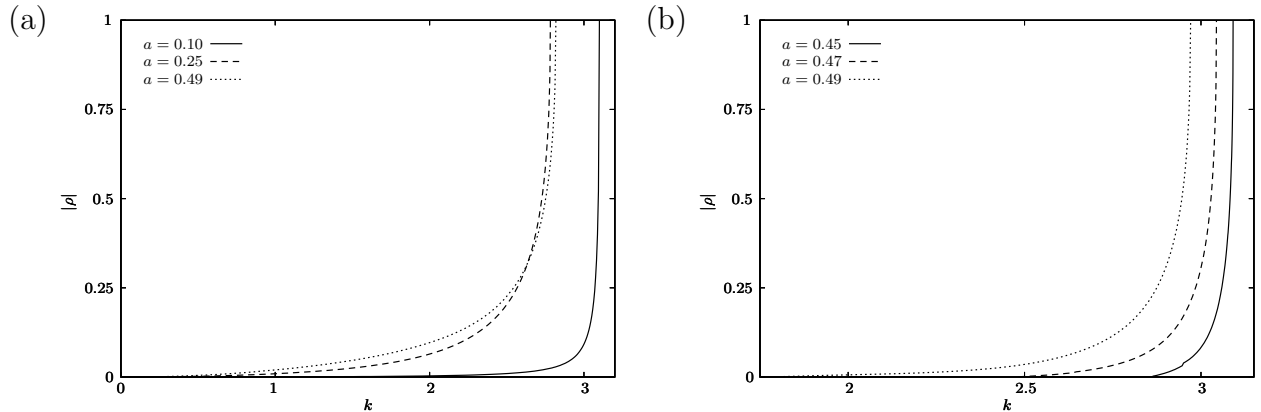 (a)
1
0.75
0.5
0.25
0
|ρ|
a = 0.10
a = 0.25
a = 0.49
0 1 2 3
k
(b)
1
0.75
0.5
0.25
0
|ρ|
a = 0.45
a = 0.47
a = 0.49
2 2.5 3
k